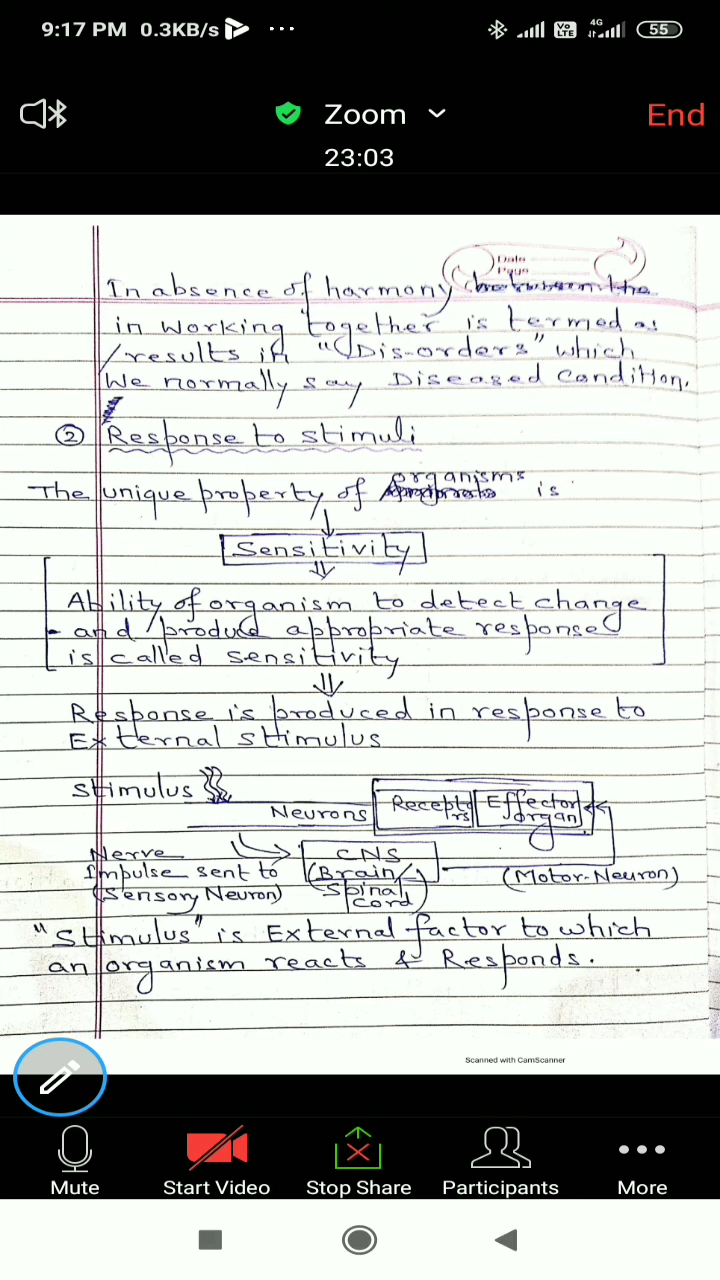 9:17 PM 0.3KB/s ... Vo LTE 4G 55
Zoom End
23:03
Date
Page
In absence of harmony
in working together is termed as
/results in "Dis-orders" which
We normally say Diseased condition.
② Response to stimuli
organisms
The unique property of is
Sensitivity
Ability of organism to detect change
- and produce appropriate response
is called sensitivity
Response is produced in response to
External stimulus
Stimulus
Neurons Receptors Effector organ
Nerve CNS
Impulse sent to (Brain/ (Motor-Neuron)
(Sensory Neuron) Spinal cord)
"Stimulus" is External factor to which
an organism reacts & Responds.
Scanned with CamScanner
Mute Start Video Stop Share Participants More